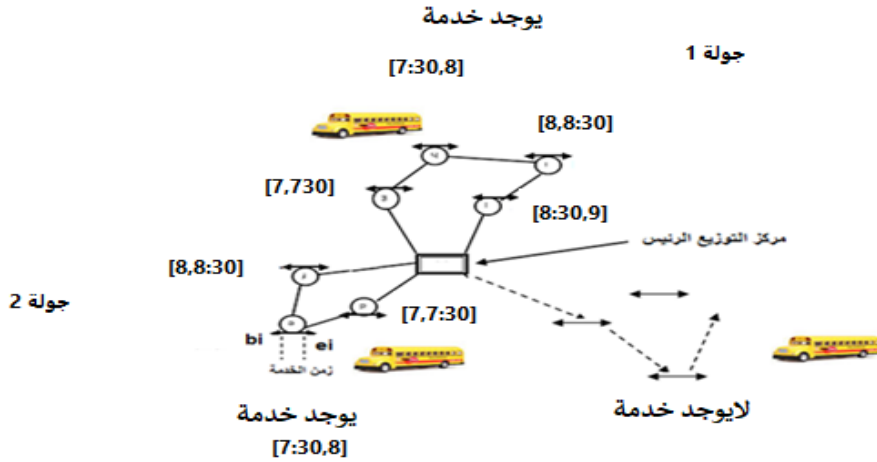 يوجد خدمة
جولة 1
[7:30,8]
[8,8:30]
[7,730]
[8:30,9]
مركز التوزيع الرئيس
[8,8:30]
جولة 2
[7,7:30]
bi
ei
زمن الخدمة
يوجد خدمة
لايوجد خدمة
[7:30,8]